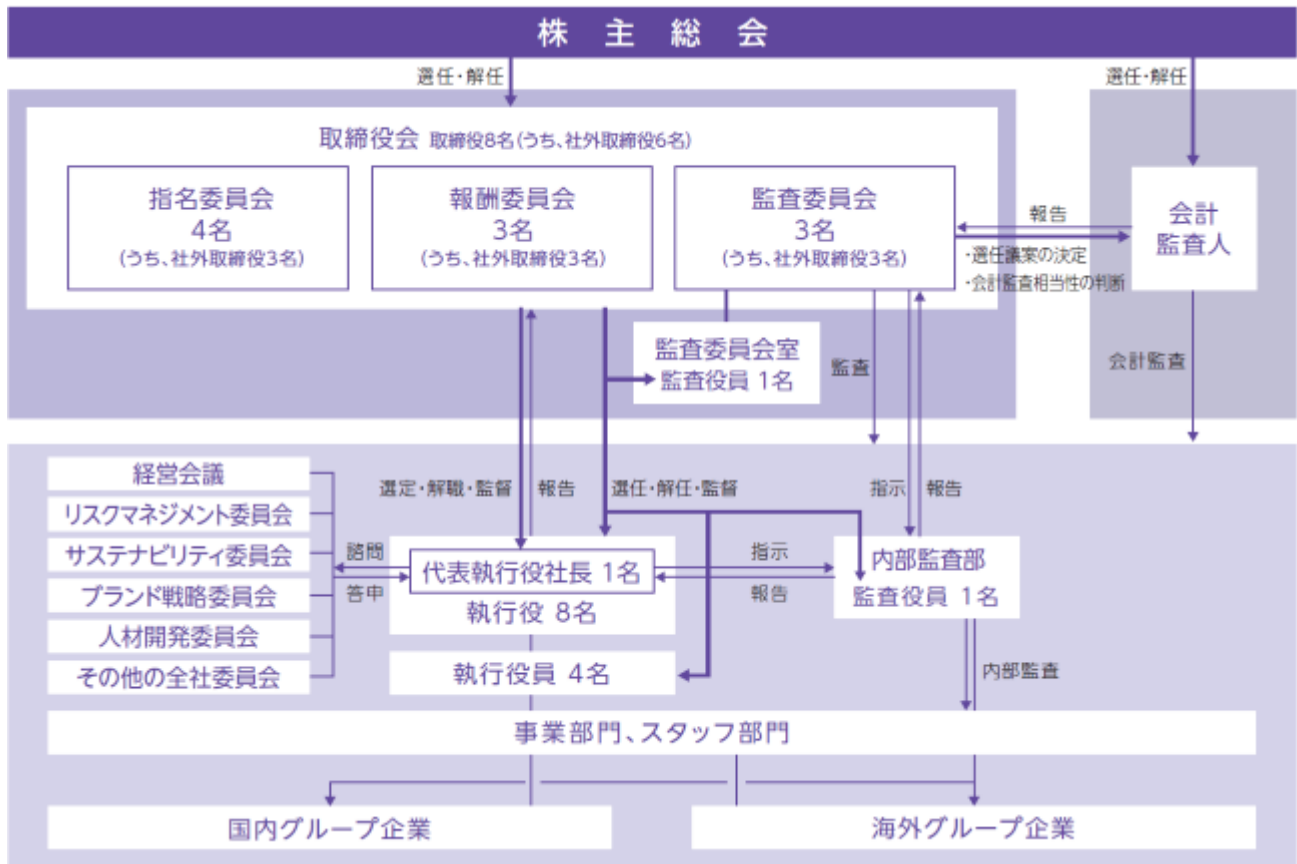 株主総会
選任・解任
選任・解任
取締役会 取締役8名(うち、社外取締役6名)
指名委員会
4名
(うち、社外取締役3名)
報酬委員会
3名
(うち、社外取締役3名)
監査委員会
3名
(うち、社外取締役3名)
報告
・選任議案の決定
・会計監査相当性の判断
会計
監査人
監査委員会室
監査役員 1名
監査
会計監査
経営会議
リスクマネジメント委員会
サステナビリティ委員会
ブランド戦略委員会
人材開発委員会
その他の全社委員会
諮問
答申
選定・解職・監督
報告
選任・解任・監督
指示
報告
代表執行役社長 1名
執行役 8名
執行役員 4名
指示
報告
内部監査部
監査役員 1名
内部監査
事業部門、スタッフ部門
国内グループ企業
海外グループ企業